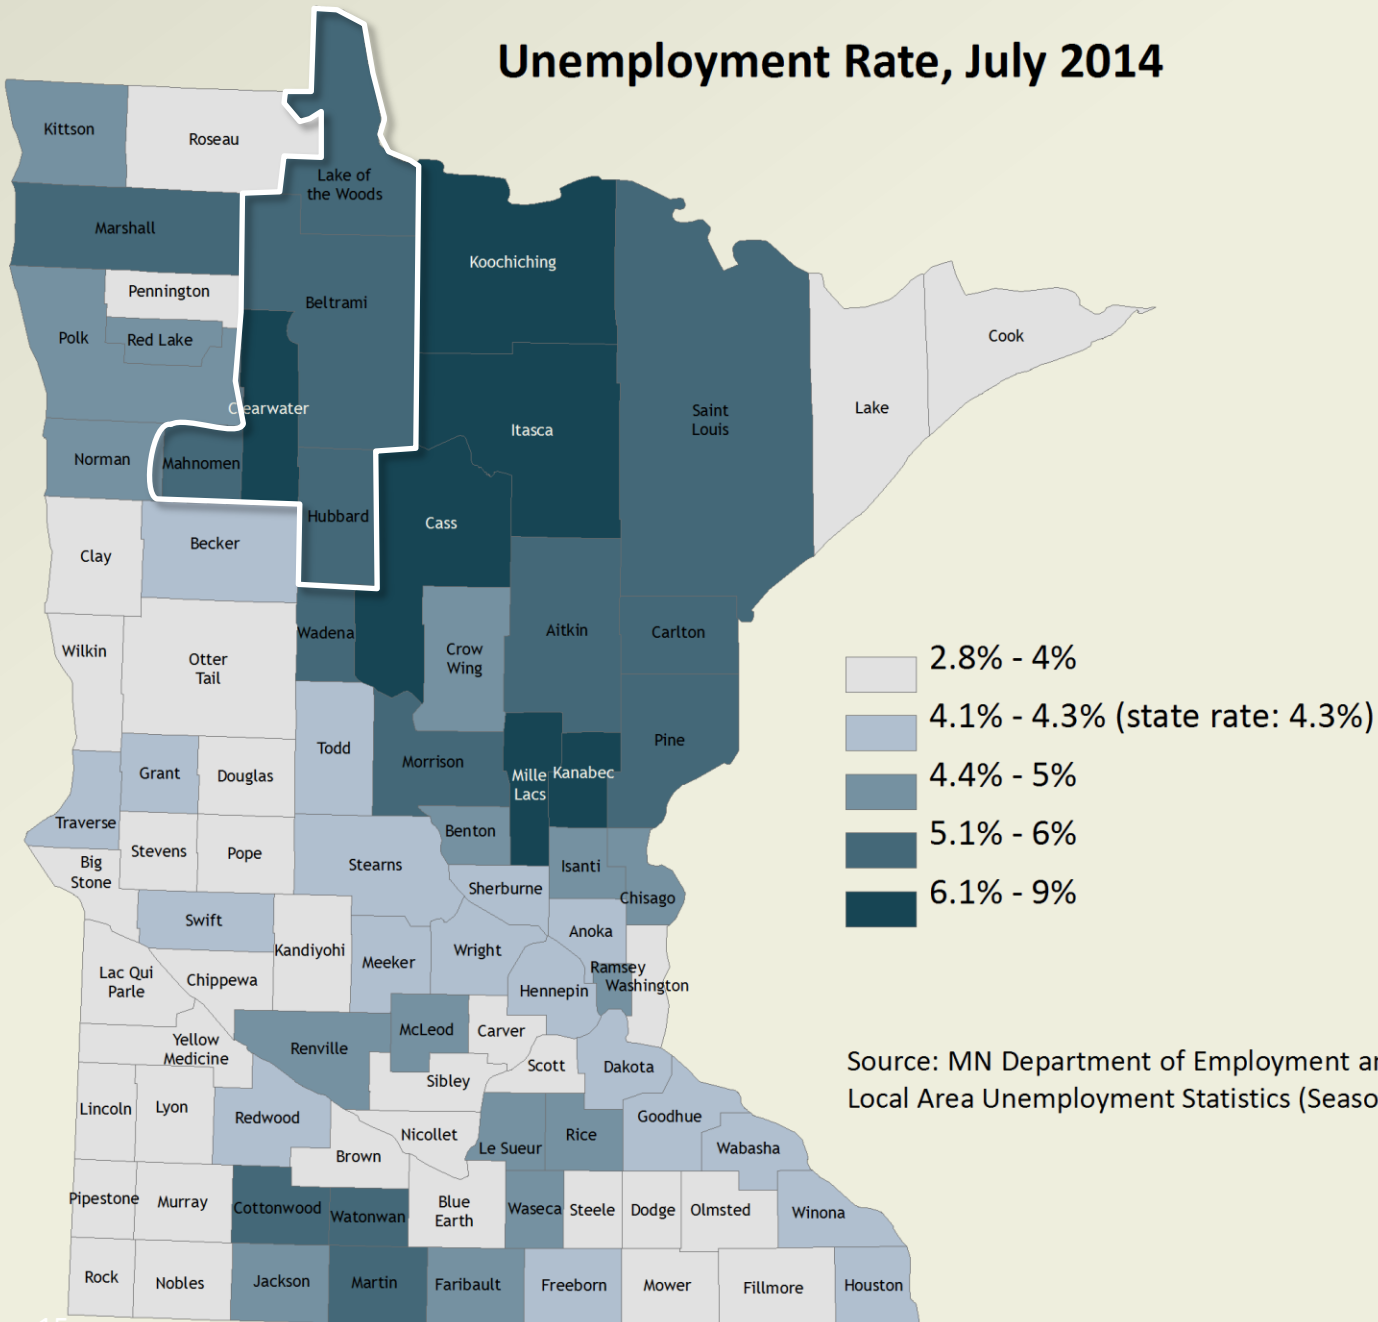 Unemployment Rate, July 2014
Kittson
Roseau
Lake of
the Woods
Marshall
Koochiching
Pennington
Beltrami
Polk
Red Lake
Cook
Clearwater
Lake
Saint
Louis
Itasca
Norman
Mahnomen
Hubbard
Cass
Clay
Becker
Wadena
Aitkin
Carlton
Wilkin
Otter
Tail
Crow
Wing
2.8% - 4%
4.1% - 4.3% (state rate: 4.3%)
4.4% - 5%
5.1% - 6%
6.1% - 9%
Todd
Pine
Grant
Douglas
Morrison
Mille
Lacs
Kanabec
Traverse
Benton
Big
Stone
Stevens
Pope
Stearns
Isanti
Sherburne
Chisago
Swift
Anoka
Kandiyohi
Meeker
Wright
Ramsey
Washington
Lac Qui
Parle
Chippewa
Hennepin
Yellow
Medicine
Renville
McLeod
Carver
Scott
Dakota
Sibley
Source: MN Department of Employment a
Local Area Unemployment Statistics (Seaso
Lincoln
Lyon
Redwood
Goodhue
Nicollet
Le Sueur
Rice
Wabasha
Brown
Pipestone
Murray
Cottonwood
Watonwan
Blue
Earth
Waseca
Steele
Dodge
Olmsted
Winona
Rock
Nobles
Jackson
Martin
Faribault
Freeborn
Mower
Fillmore
Houston